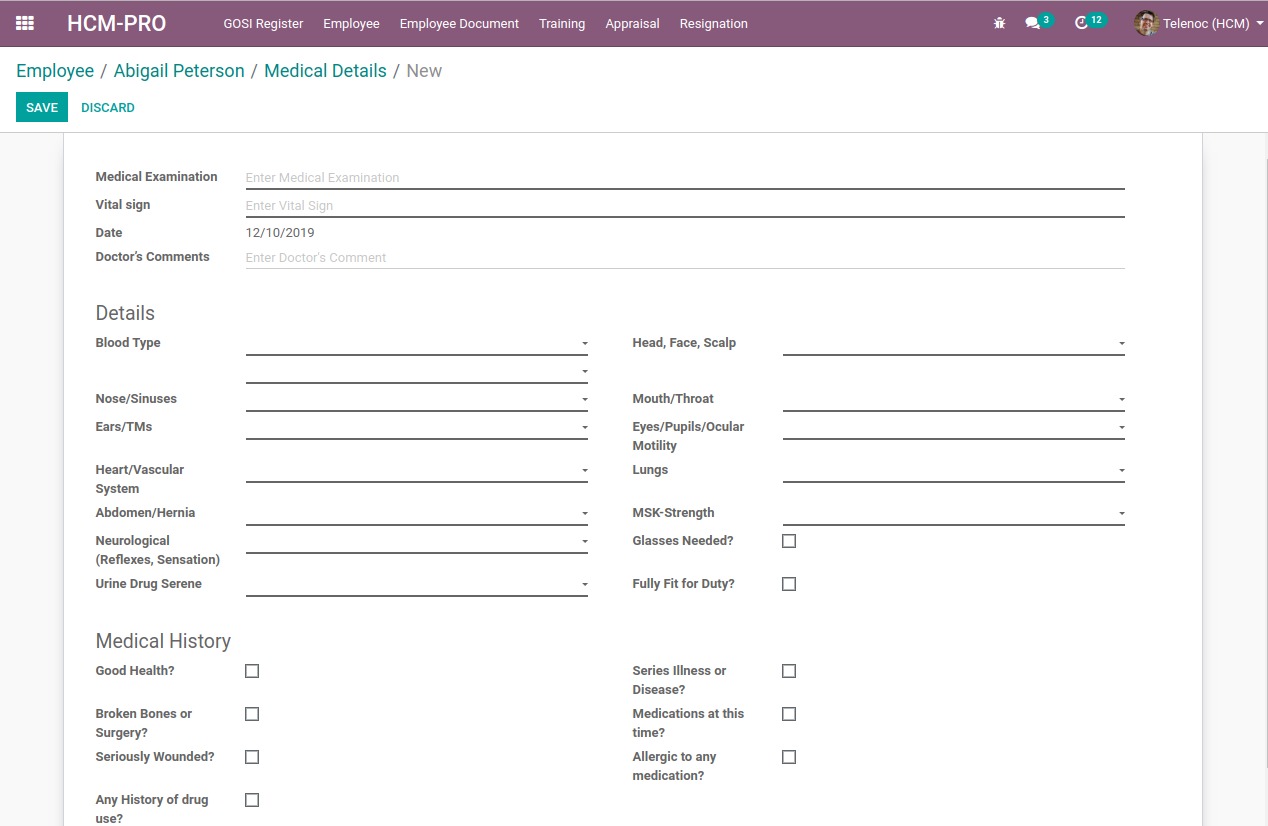 HCM-PRO GOSI Register Employee Employee Document Training Appraisal Resignation 3 12 Telenoc (HCM)
Employee / Abigail Peterson / Medical Details / New
SAVE DISCARD
Medical Examination Enter Medical Examination
Vital sign Enter Vital Sign
Date 12/10/2019
Doctor's Comments Enter Doctor's Comment
Details
Blood Type Head, Face, Scalp
Nose/Sinuses Mouth/Throat
Ears/TMs Eyes/Pupils/Ocular
Motility
Heart/Vascular Lungs
System
Abdomen/Hernia MSK-Strength
Neurological Glasses Needed?
(Reflexes, Sensation)
Urine Drug Serene Fully Fit for Duty?
Medical History
Good Health? Series Illness or
Disease?
Broken Bones or Medications at this
Surgery? time?
Seriously Wounded? Allergic to any
medication?
Any History of drug
use?